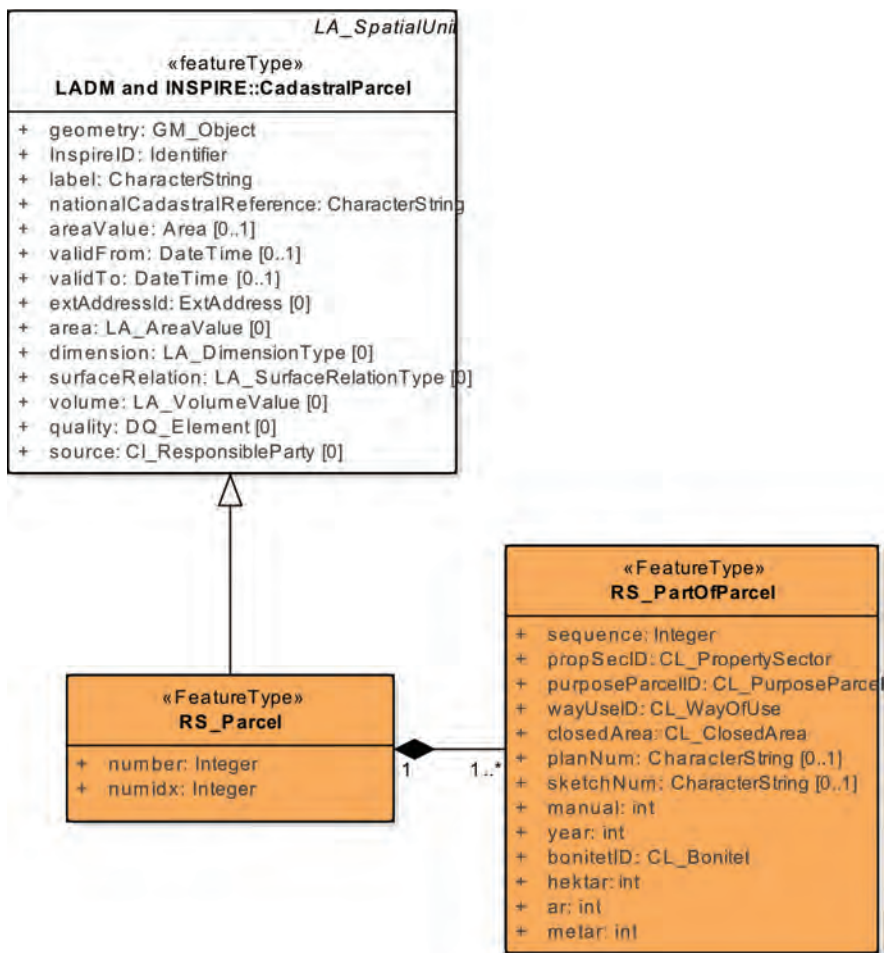 LA_SpatialUnit
«featureType»
LADM and INSPIRE::CadastralParcel
+ geometry: GM_Object
+ InspireID: Identifier
+ label: CharacterString
+ nationalCadastralReference: CharacterString
+ areaValue: Area [0..1]
+ validFrom: DateTime [0..1]
+ validTo: DateTime [0..1]
+ extAddressId: ExtAddress [0]
+ area: LA_AreaValue [0]
+ dimension: LA_DimensionType [0]
+ surfaceRelation: LA_SurfaceRelationType [0]
+ volume: LA_VolumeValue [0]
+ quality: DQ_Element [0]
+ source: CI_ResponsibleParty [0]
«FeatureType»
RS_Parcel
+ number: Integer
+ numidx: Integer
1
1..*
«FeatureType»
RS_PartOfParcel
+ sequence: Integer
+ propSecID: CL_PropertySector
+ purposeParcelID: CL_PurposeParcel
+ wayUseID: CL_WayOfUse
+ closedArea: CL_ClosedArea
+ planNum: CharacterString [0..1]
+ sketchNum: CharacterString [0..1]
+ manual: int
+ year: int
+ bonitetID: CL_Bonitet
+ hektar: int
+ ar: int
+ metar: int